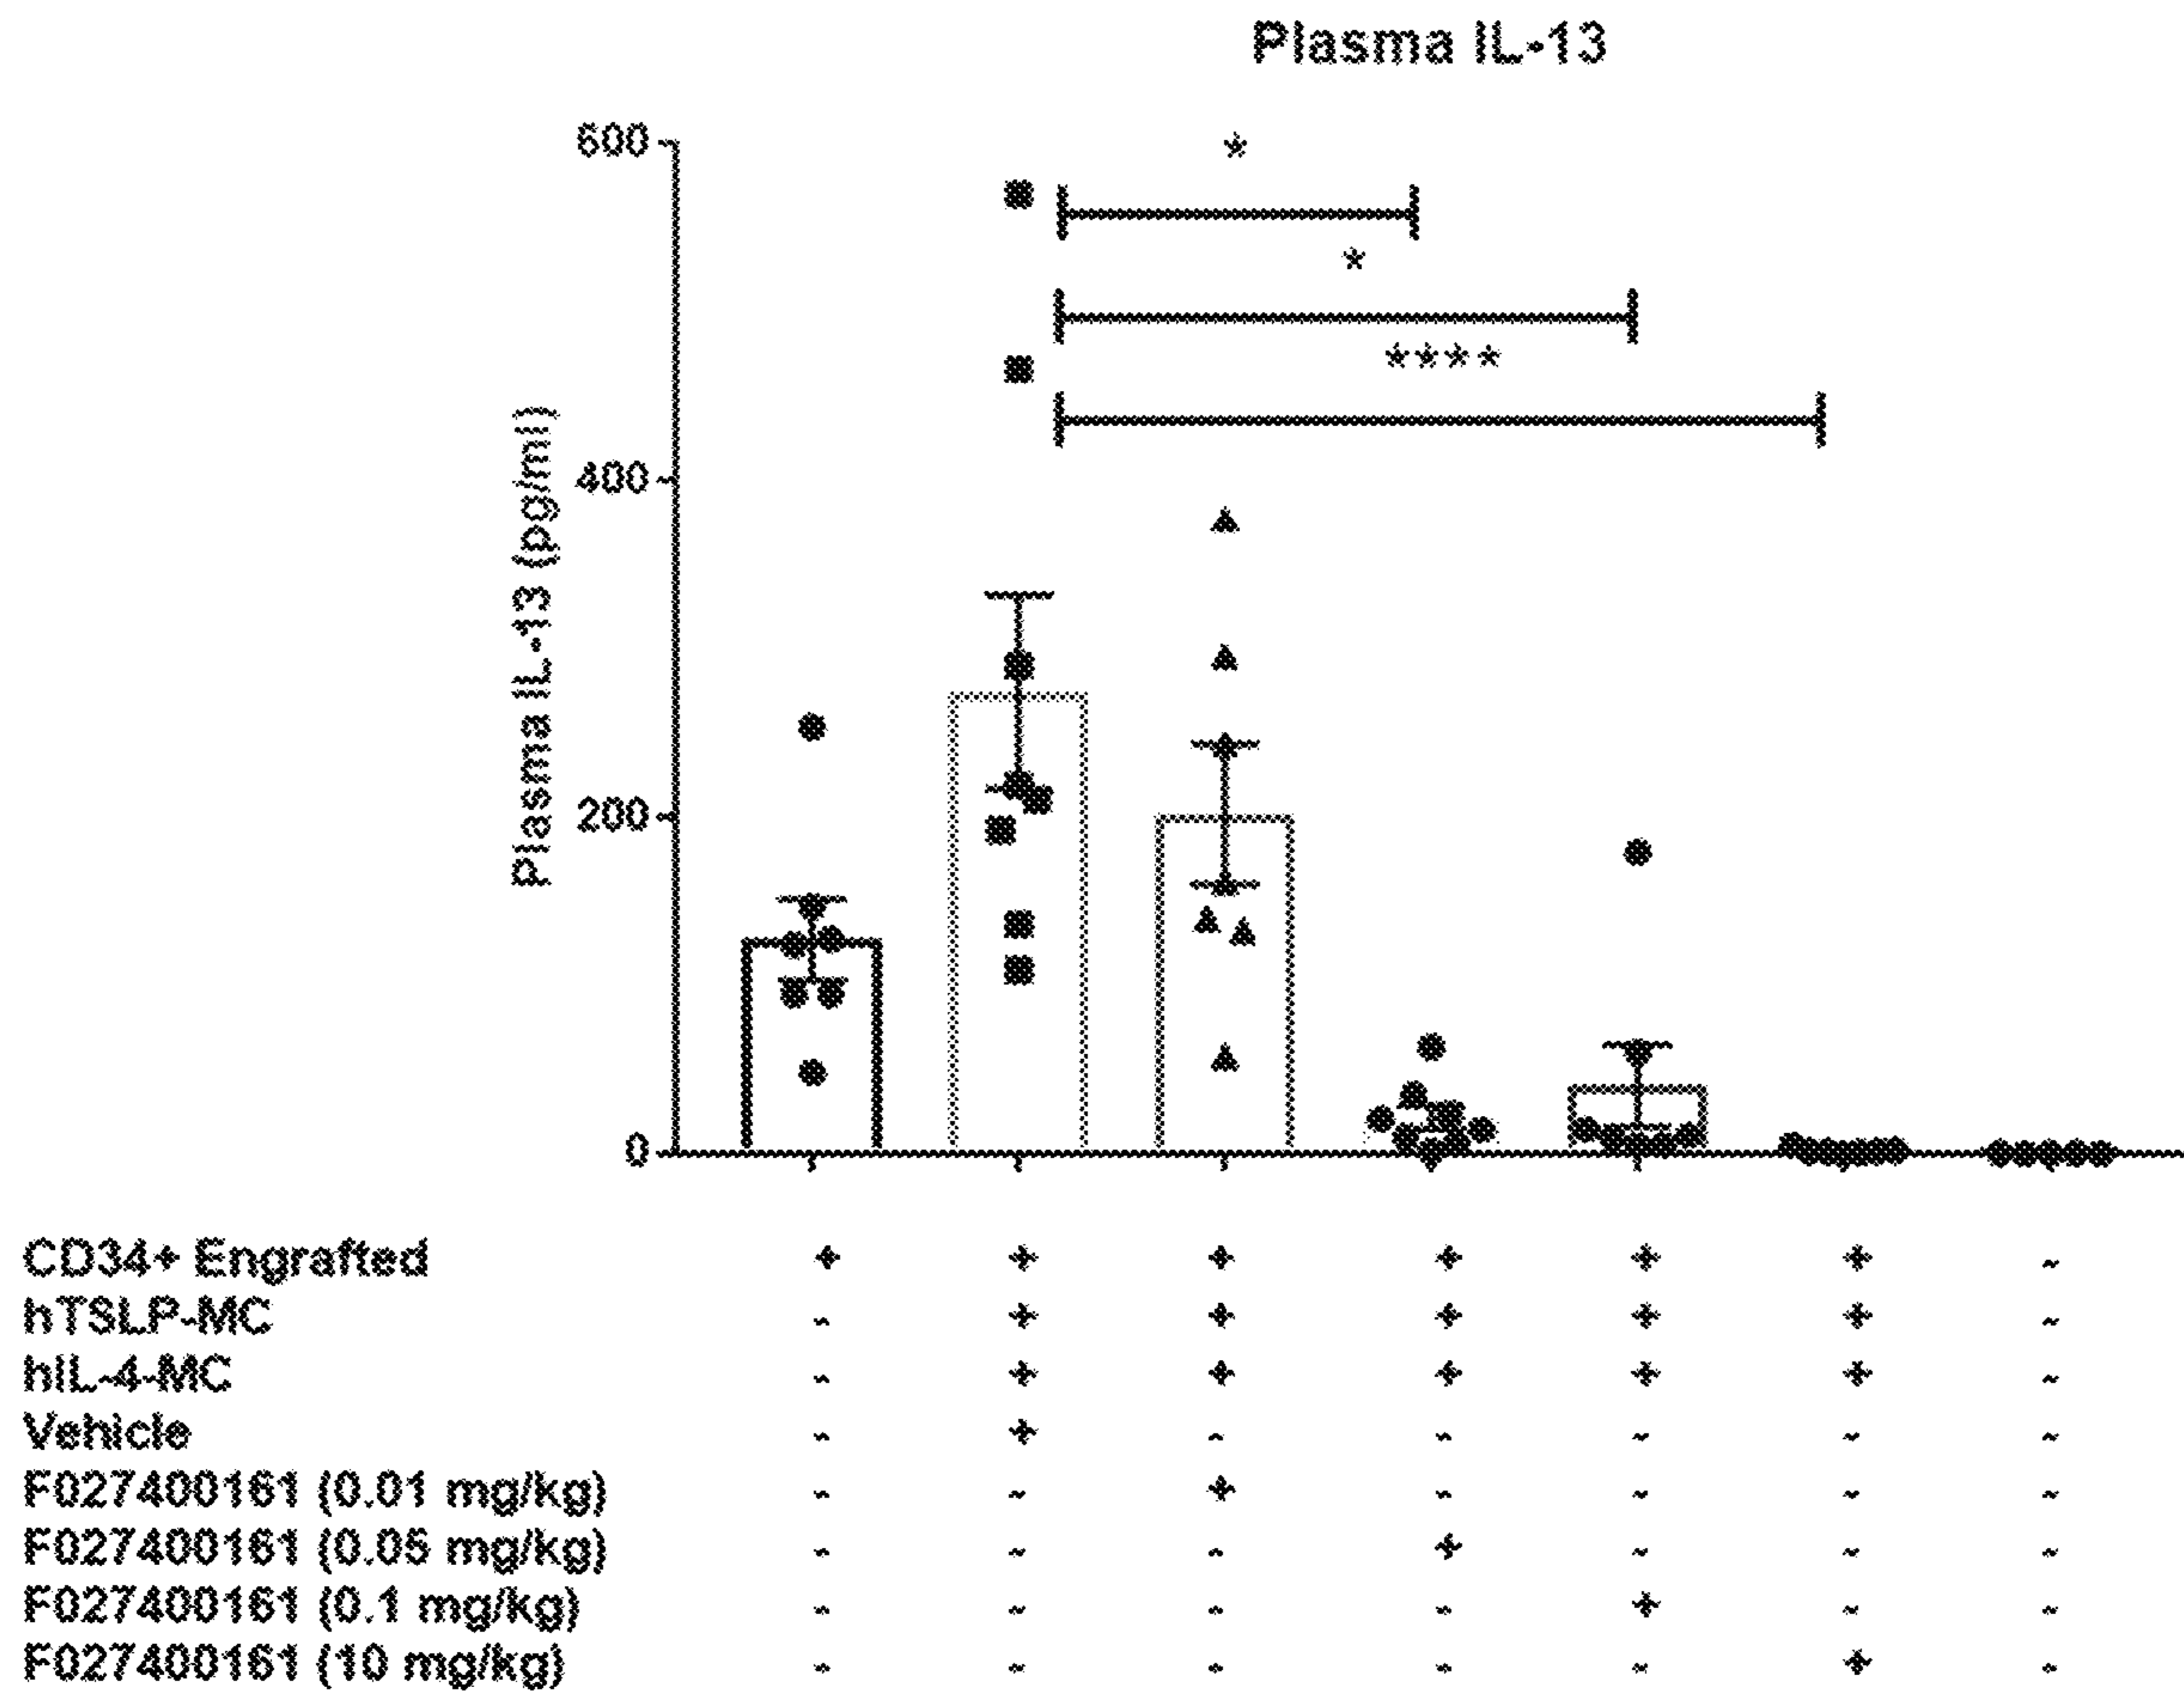 Plasma IL-13
Plasma IL-13 (pg/ml)
600
400
200
0
*
*
****
CD34+ Engrafted + + + + + + -
hTSLP-MC - + + + + + -
hIL-4-MC - + + + + + -
Vehicle - + - - - - -
F027400161 (0.01 mg/kg) - - + - - - -
F027400161 (0.05 mg/kg) - - - + - - -
F027400161 (0.1 mg/kg) - - - - + - -
F027400161 (10 mg/kg) - - - - - + -